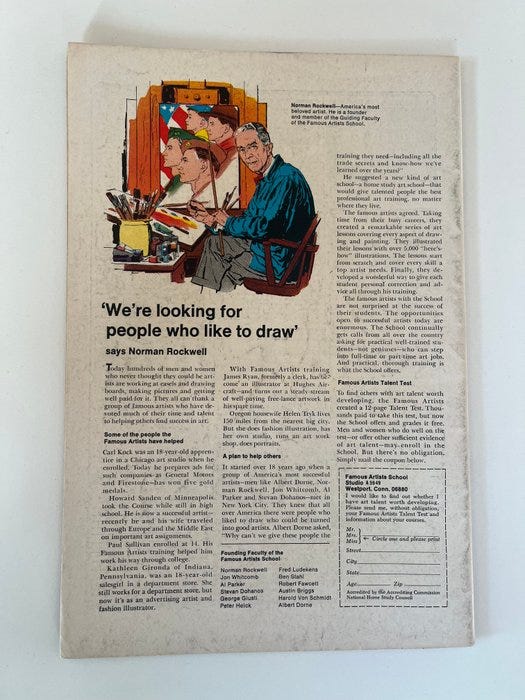 Norman Rockwell—America's most
beloved artist. He is a founder
and member of the Guiding Faculty
of the Famous Artists School.
'We're looking for
people who like to draw'
says Norman Rockwell
Today hundreds of men and women
who never thought they could be art-
ists are working at easels and drawing
boards, making pictures and getting
well paid for it. They all can thank a
group of famous artists who have de-
voted much of their time and talent
to helping others find success in art.
Some of the people the
Famous Artists have helped
Carl Kock was an 18-year-old appren-
tice in a Chicago art studio when he
enrolled. Today he prepares ads for
such companies as General Motors
and Firestone—has won five gold
medals.
Howard Sanden of Minneapolis
took the Course while still in high
school. He is now a successful artist—
recently he and his wife traveled
through Europe and the Middle East
on important art assignments.
Paul Sullivan enrolled at 14. His
Famous Artists training helped him
work his way through college.
Kathleen Gironda of Indiana,
Pennsylvania, was an 18-year-old
salesgirl in a department store. She
still works for a department store, but
now it's as an advertising artist and
fashion illustrator.
With Famous Artists training
James Ryan, formerly a clerk, has be-
come an illustrator at Hughes Air-
craft—and turns out a steady stream
of well-paying free-lance artwork in
his spare time.
Oregon housewife Helen Tryk lives
150 miles from the nearest big city.
But she does fashion illustration, has
her own studio, runs an art work
shop, does portraits.
A plan to help others
It started over 18 years ago when a
group of America's most successful
artists—men like Albert Dorne, Nor-
man Rockwell, Jon Whitcomb, Al
Parker and Stevan Dohanos—met in
New York City. They knew that all
over America there were people who
liked to draw who could be turned
into good artists. Albert Dorne asked,
"Why can't we give these people the
Founding Faculty of the
Famous Artists School
Norman Rockwell
Jon Whitcomb
Al Parker
Stevan Dohanos
George Giusti
Peter Helck
Fred Ludekens
Ben Stahl
Robert Fawcett
Austin Briggs
Harold Von Schmidt
Albert Dorne
training they need—including all the
trade secrets and know-how we've
learned over the years?"
He suggested a new kind of art
school—a home study art school—that
would give talented people the best
professional art training, no matter
where they live.
The famous artists agreed. Taking
time from their busy careers, they
created a remarkable series of art
lessons covering every aspect of draw-
ing and painting. They illustrated
their lessons with over 5,000 "here's-
how" illustrations. The lessons start
from scratch and cover every skill a
top artist needs. Finally, they de-
veloped a wonderful way to give each
student personal correction and ad-
vice all through his training.
The famous artists with the School
are not surprised at the success of
their students. The opportunities
open to successful artists today are
enormous. The School continually
gets calls from all over the country
asking for practical well-trained stu-
dents—not geniuses—who can step
into full-time or part-time art jobs.
And practical, thorough training is
what the School offers.
Famous Artists Talent Test
To find others with art talent worth
developing, the Famous Artists
created a 12-page Talent Test. Thou-
sands paid to take this test, but now
the School offers and grades it free.
Men and women who do well on the
test—or offer other sufficient evidence
of art talent—may enroll in the
School. But there's no obligation.
Simply mail the coupon below.
Famous Artists School
Westport, Conn. 06880
I would like to find out whether I
have art talent worth developing.
Please send me, without obligation,
your Famous Artists Talent Test and
information about your courses.
Mr.
Mrs.
Miss
Circle one and please print
Street
City
State
Age Zip
Accredited by the Accrediting Commission
National Home Study Council